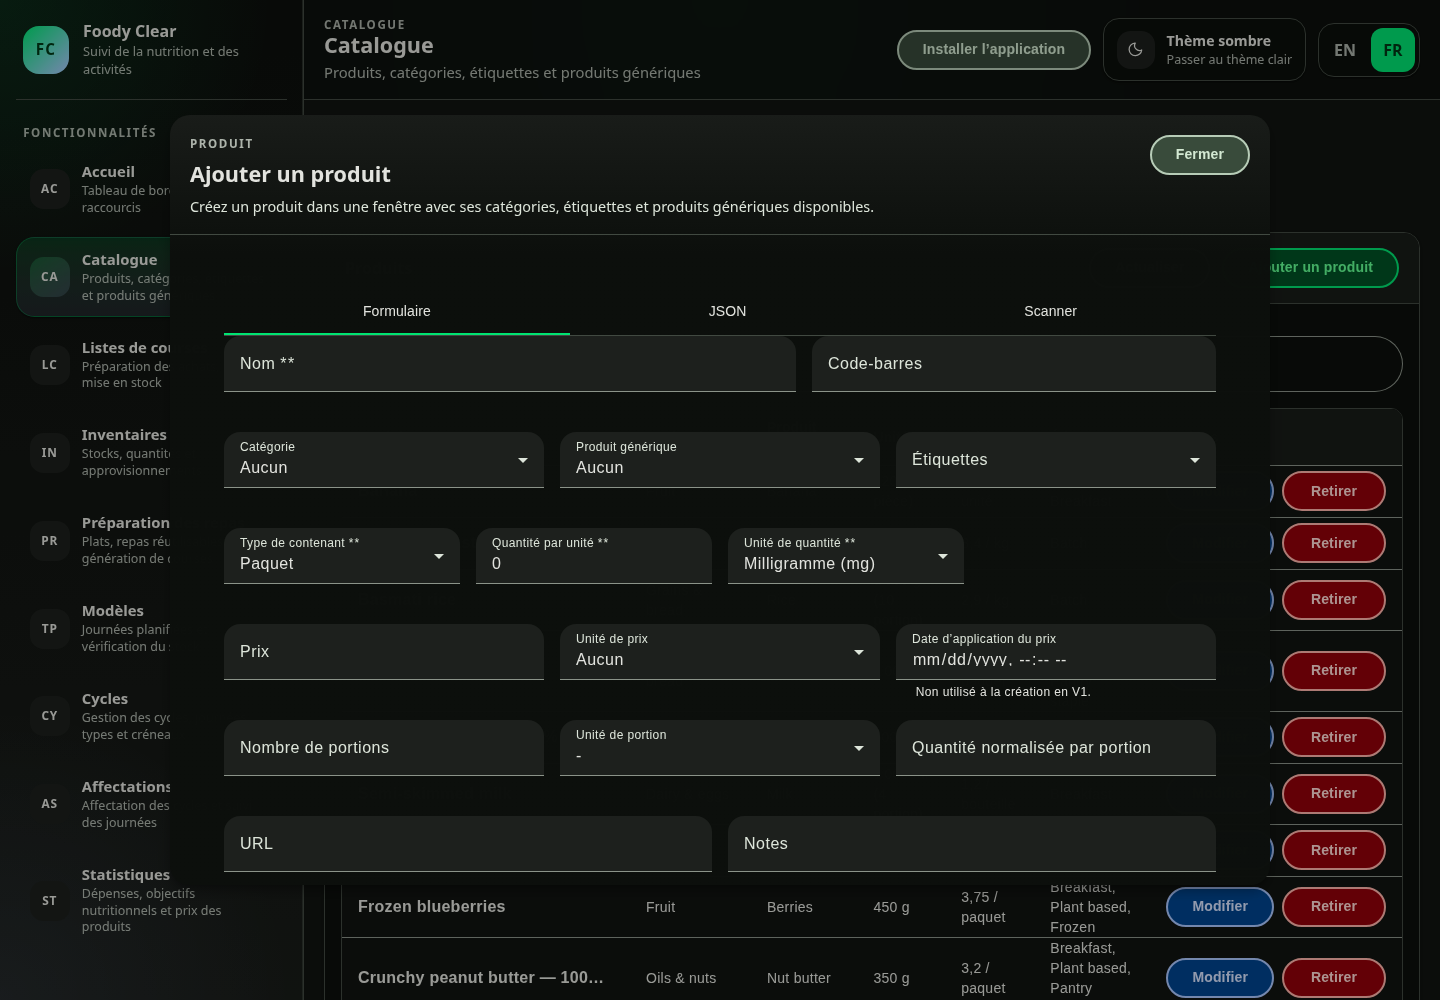 FC
Foody Clear
Suivi de la nutrition et des
activités
CATALOGUE
Catalogue
Produits, catégories, étiquettes et produits génériques
Installer l’application
Thème sombre
Passer au thème clair
EN
FR
FONCTIONNALITÉS
AC
Accueil
Tableau de bor
raccourcis
CA
Catalogue
Produits, catég
et produits gén
LC
Listes de cou
Préparation de
mise en stock
IN
Inventaires
Stocks, quantit
approvisionner
PR
Préparation
Plats, repas réu
génération de c
TP
Modèles
Journées planif
vérification du
CY
Cycles
Gestion des cyc
types et crénea
AS
Affectations
Affectation des
des journées
ST
Statistiques
Dépenses, objectifs
nutritionnels et prix des
produits
PRODUIT
Ajouter un produit
Créez un produit dans une fenêtre avec ses catégories, étiquettes et produits génériques disponibles.
Fermer
outer un produit
Formulaire
JSON
Scanner
Nom **
Code-barres
Catégorie
Aucun
Produit générique
Aucun
Étiquettes
Type de contenant **
Paquet
Quantité par unité **
0
Unité de quantité **
Milligramme (mg)
Prix
Unité de prix
Aucun
Date d’application du prix
mm/dd/yyyy, --:-- --
Non utilisé à la création en V1.
Nombre de portions
Unité de portion
-
Quantité normalisée par portion
URL
Notes
Retirer
Retirer
Retirer
Retirer
Retirer
Retirer
Retirer
Frozen blueberries
Fruit
Berries
450 g
3,75 /
paquet
Breakfast,
Plant based,
Frozen
Modifier
Retirer
Crunchy peanut butter — 100…
Oils & nuts
Nut butter
350 g
3,2 /
paquet
Breakfast,
Plant based,
Pantry
Modifier
Retirer